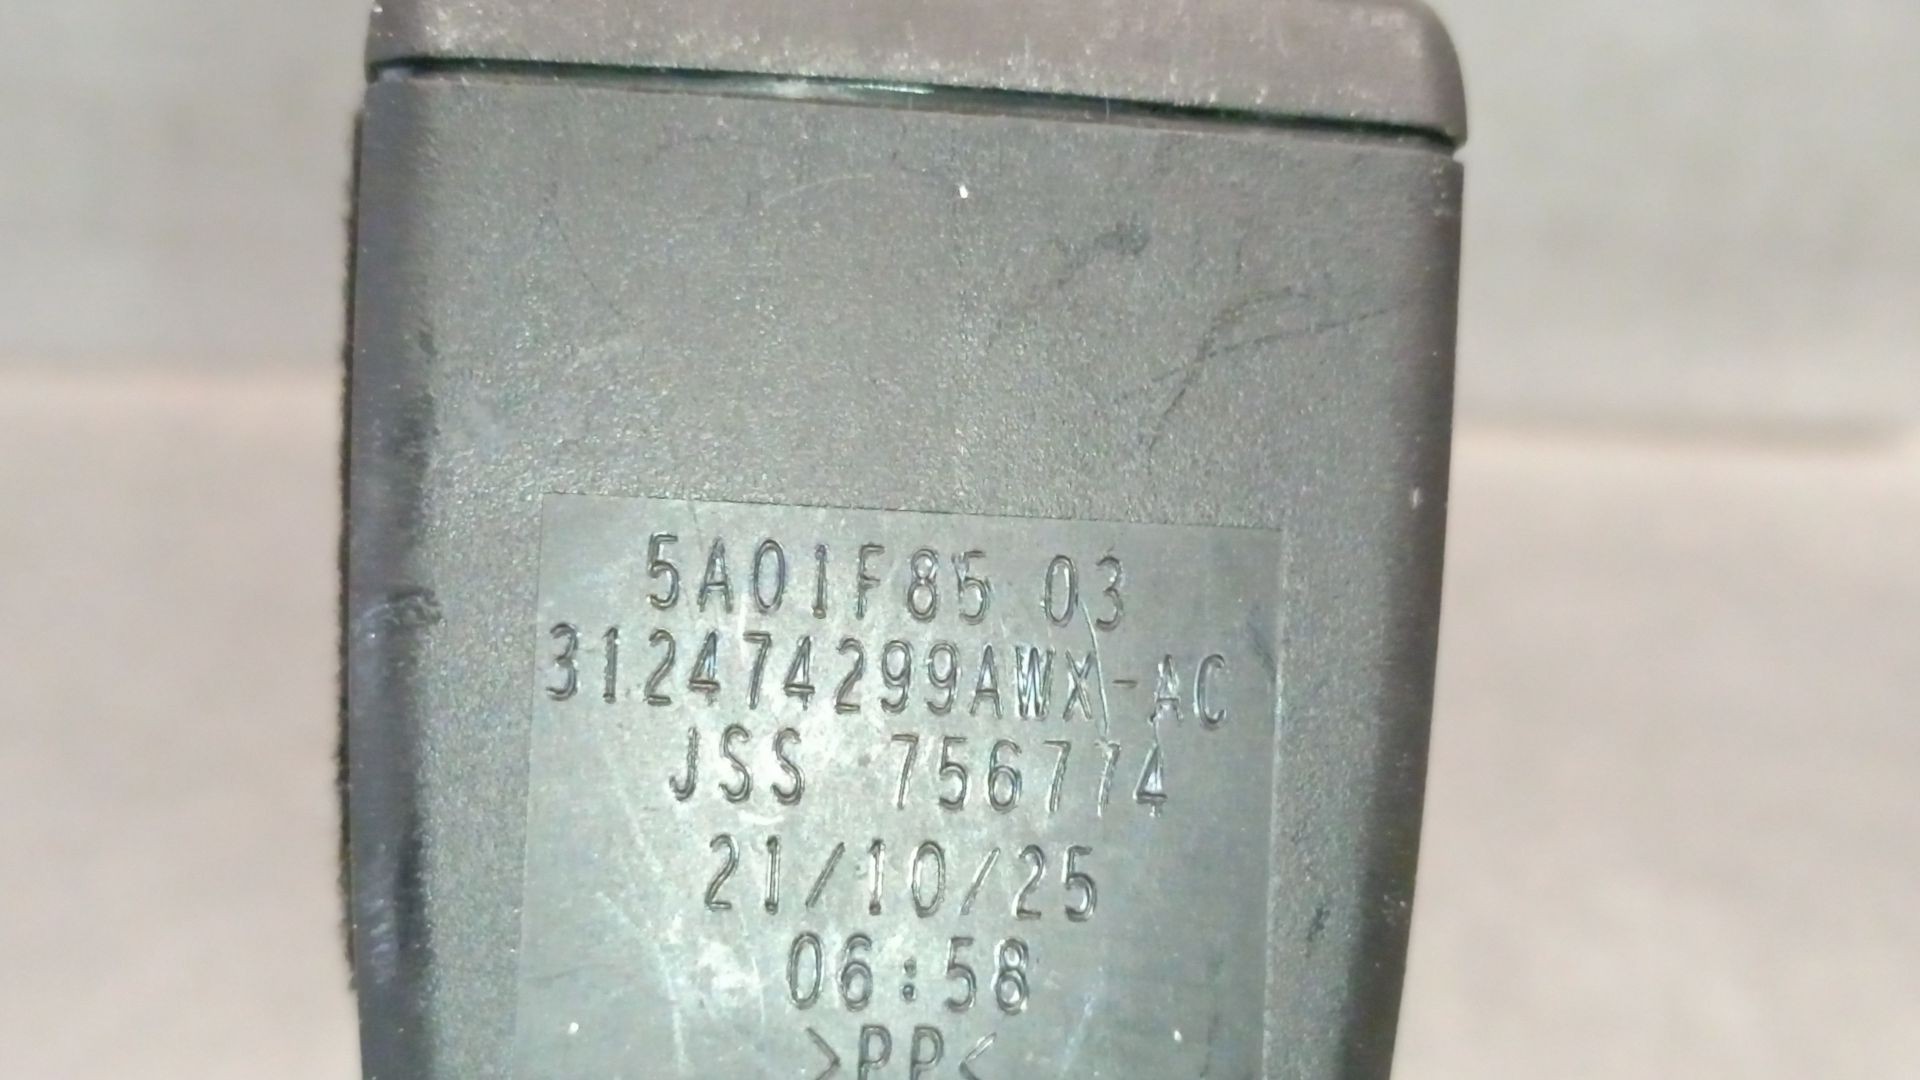 5A01F85 03
312474299AWX-AC
JSS 756774
21/10/25
06:58
>PP<